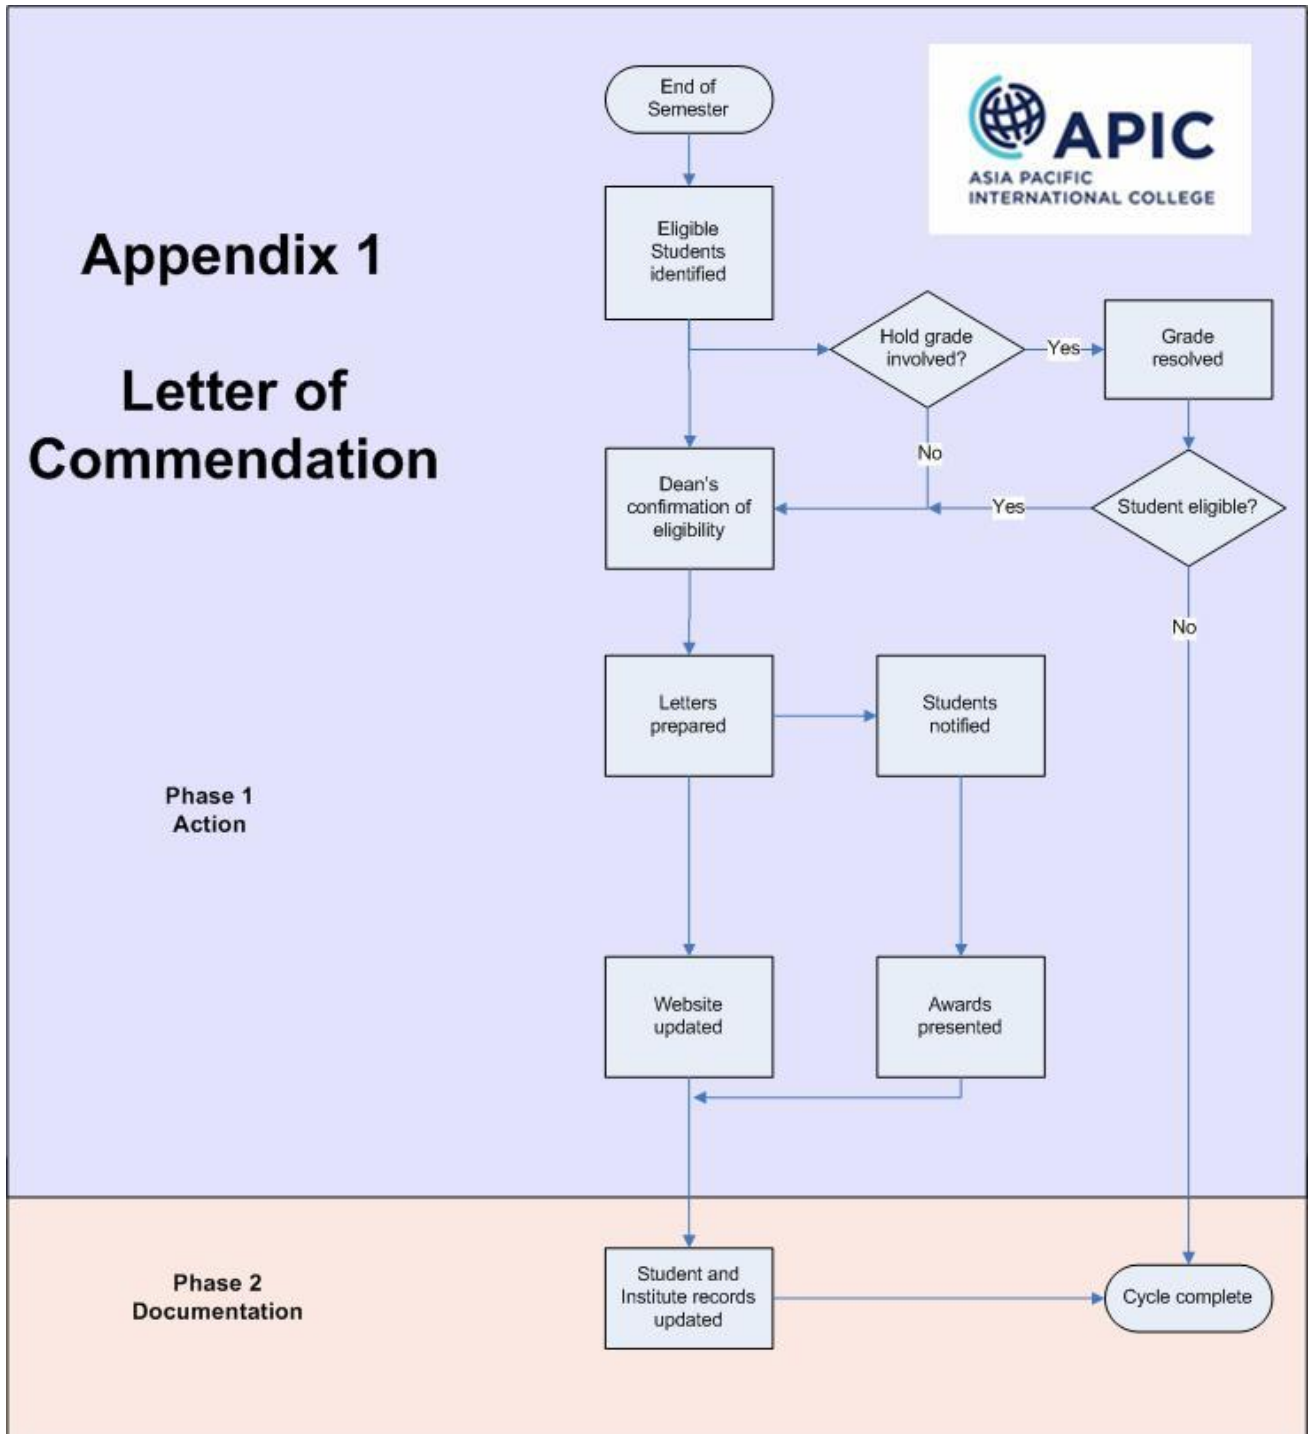 End of
Semester
APIC
ASIA PACIFIC
INTERNATIONAL COLLEGE
Appendix 1
Letter of
Commendation
Eligible
Students
identified
Hold grade
involved?
Yes
Grade
resolved
No
Dean's
confirmation of
eligibility
Yes
Student eligible?
No
Letters
prepared
Students
notified
Phase 1
Action
Website
updated
Awards
presented
Phase 2
Documentation
Student and
Institute records
updated
Cycle complete